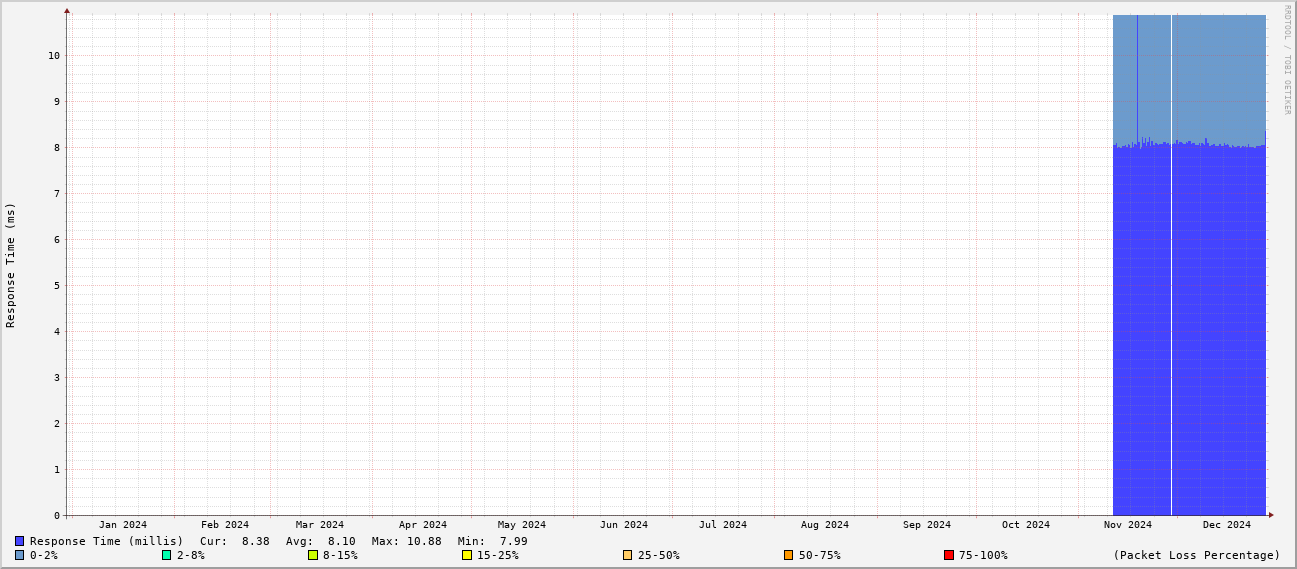 RRDTOOL / TOBI OETIKER
Response Time (ms)
10
9
8
7
6
5
4
3
2
1
0
Jan 2024 Feb 2024 Mar 2024 Apr 2024 May 2024 Jun 2024 Jul 2024 Aug 2024 Sep 2024 Oct 2024 Nov 2024 Dec 2024
Response Time (millis) Cur: 8.38 Avg: 8.10 Max: 10.88 Min: 7.99
0-2% 2-8% 8-15% 15-25% 25-50% 50-75% 75-100% (Packet Loss Percentage)